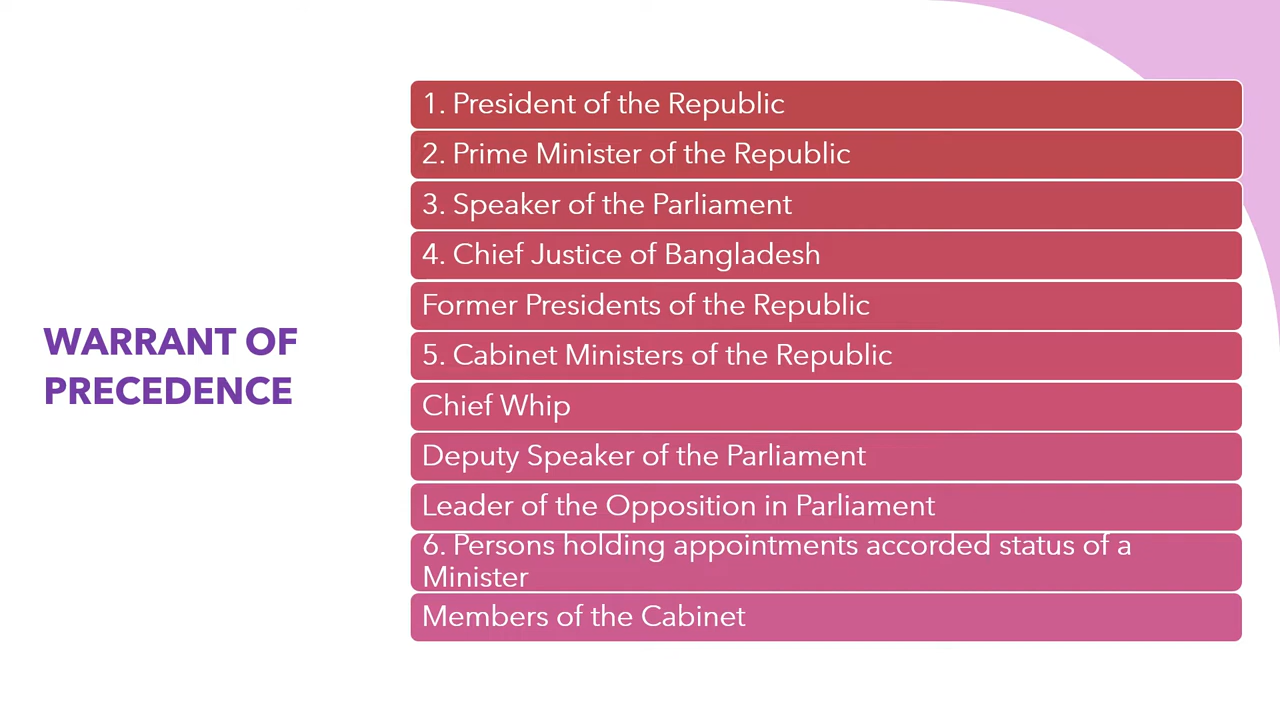 WARRANT OF
PRECEDENCE
1. President of the Republic
2. Prime Minister of the Republic
3. Speaker of the Parliament
4. Chief Justice of Bangladesh
Former Presidents of the Republic
5. Cabinet Ministers of the Republic
Chief Whip
Deputy Speaker of the Parliament
Leader of the Opposition in Parliament
6. Persons holding appointments accorded status of a
Minister
Members of the Cabinet